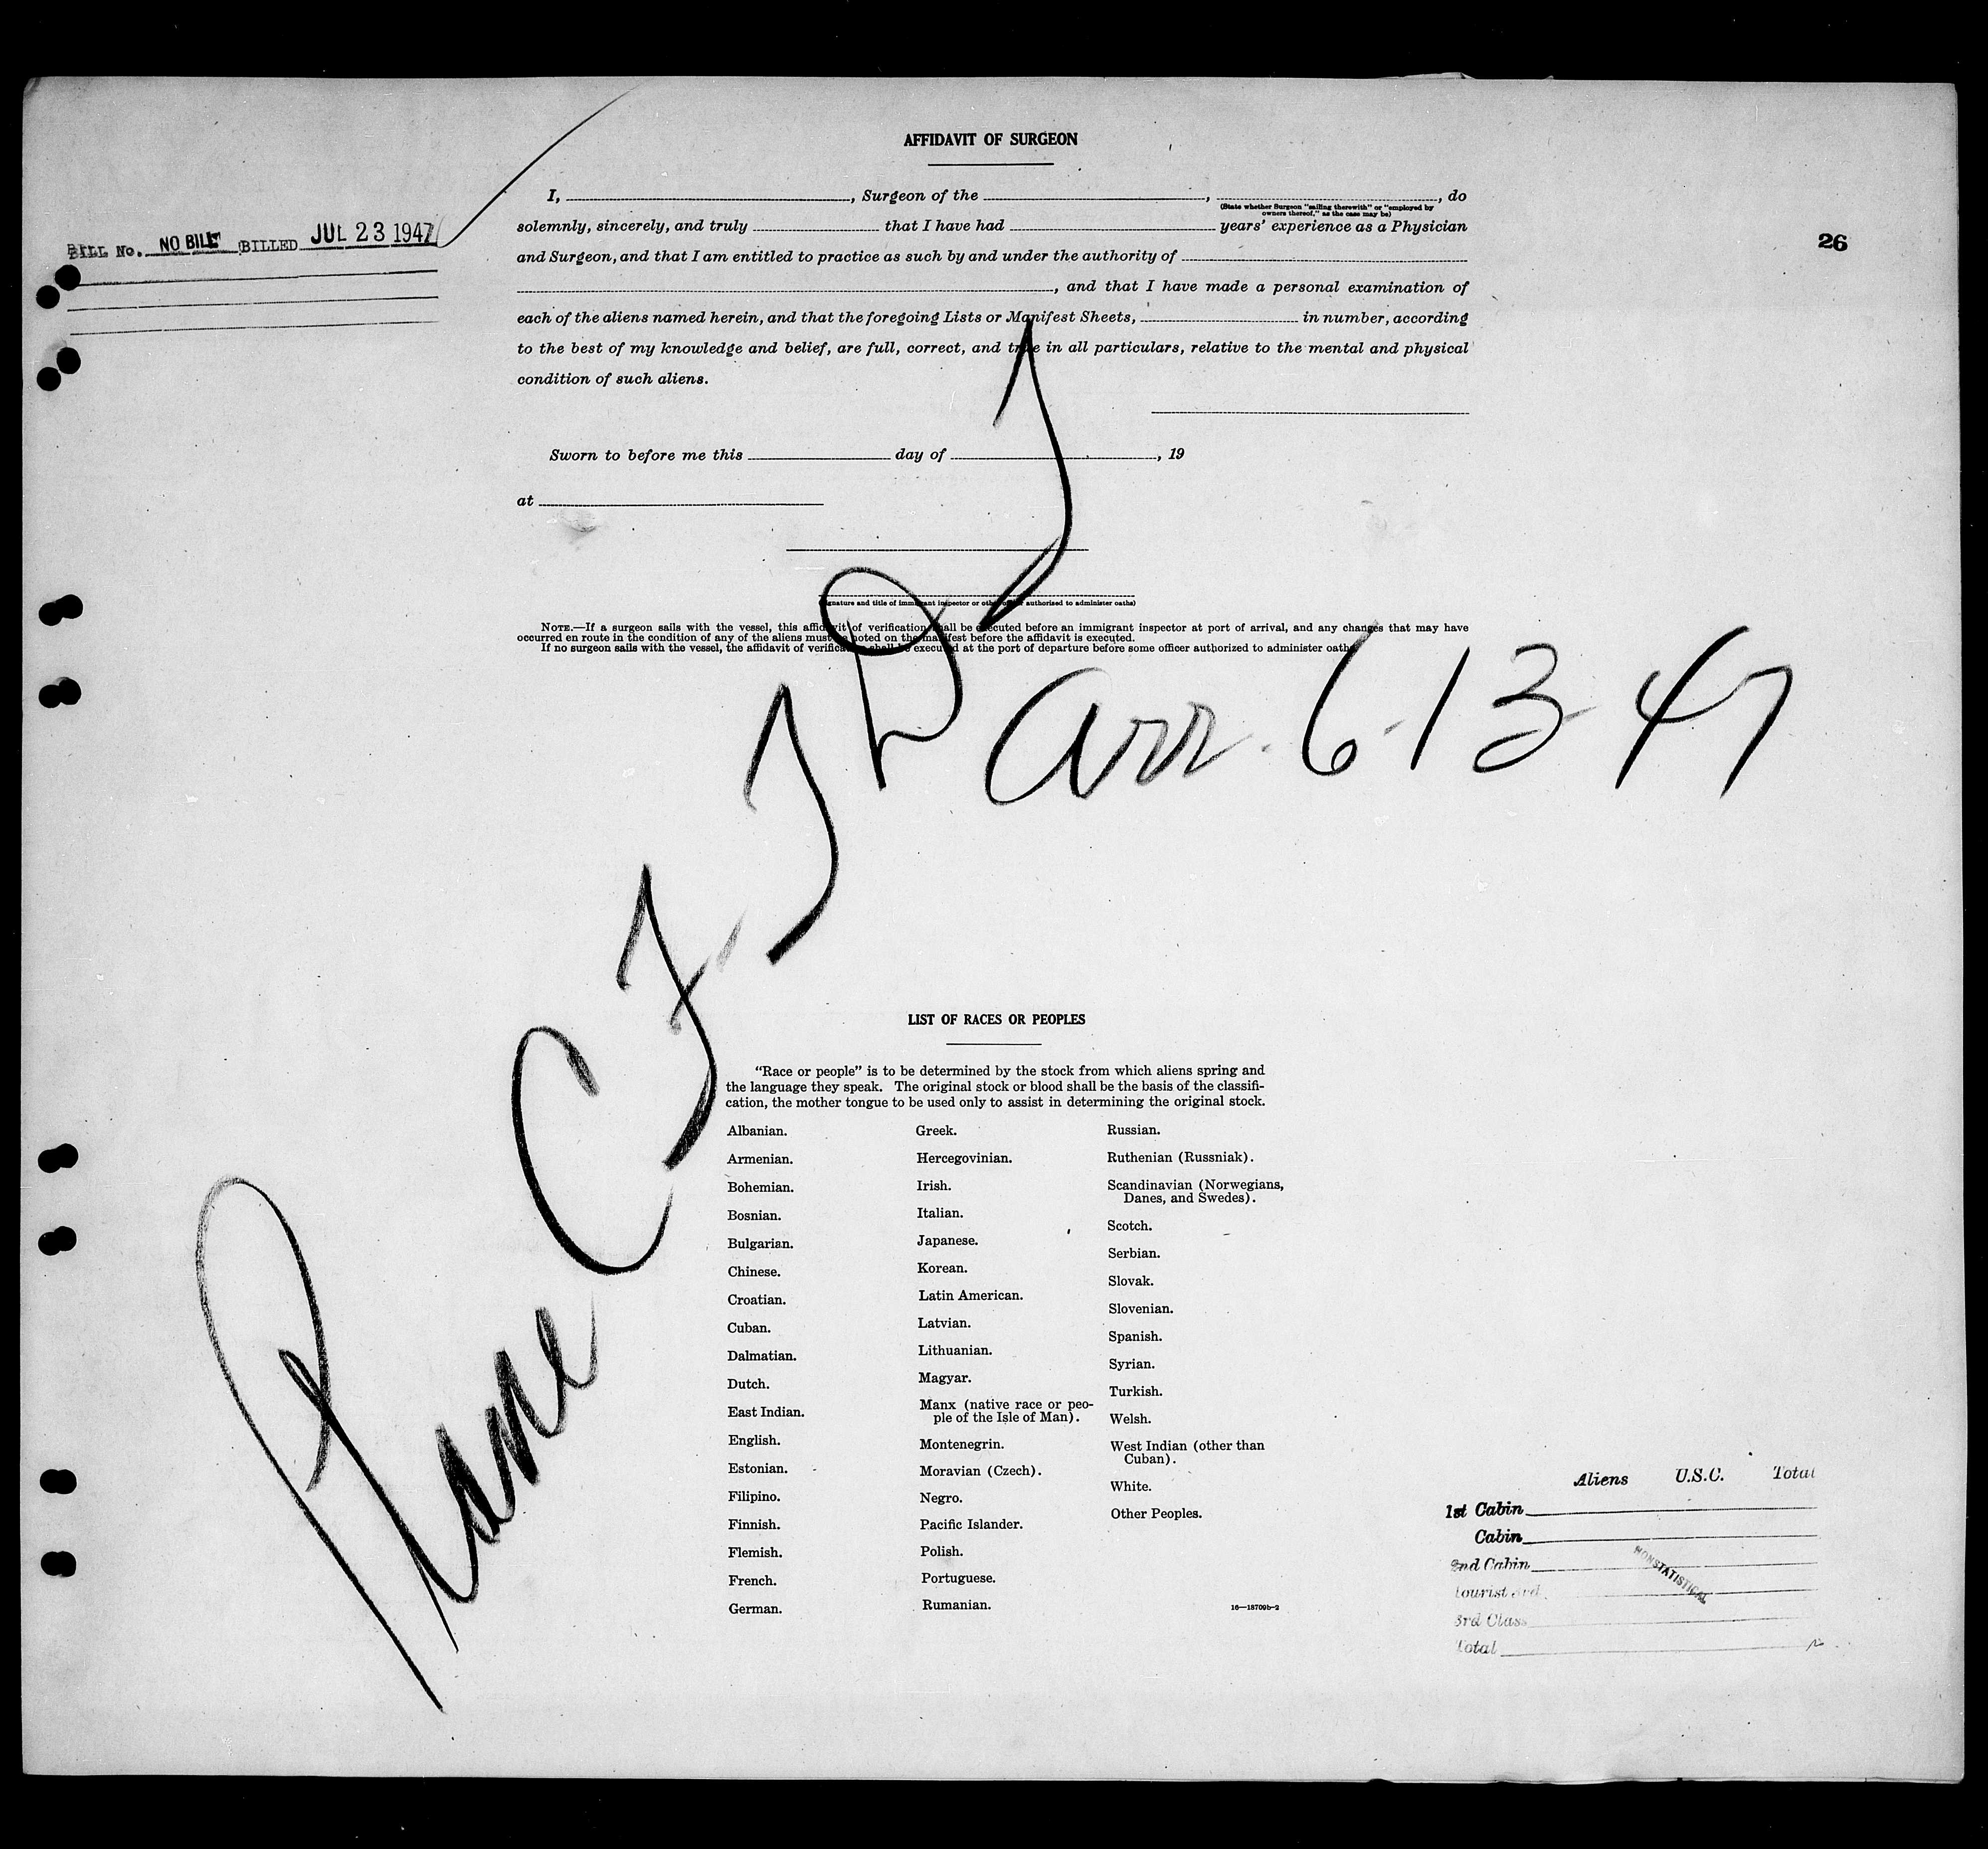 AFFIDAVIT OF SURGEON
I, , Surgeon of the , , do
(State whether Surgeon "sailing therewith" or "employed by
owners thereof," as the case may be)
solemnly, sincerely, and truly that I have had years' experience as a Physician
and Surgeon, and that I am entitled to practice as such by and under the authority of
, and that I have made a personal examination of
each of the aliens named herein, and that the foregoing Lists or Manifest Sheets, in number, according
to the best of my knowledge and belief, are full, correct, and true in all particulars, relative to the mental and physical
condition of such aliens.
BILL No. NO BILL BILLED JUL 23 1947
26
Sworn to before me this day of , 19
at
(Signature and title of immigrant inspector or other officer authorized to administer oaths)
NOTE.—If a surgeon sails with the vessel, this affidavit of verification shall be executed before an immigrant inspector at port of arrival, and any changes that may have
occurred en route in the condition of any of the aliens must be noted on the manifest before the affidavit is executed.
If no surgeon sails with the vessel, the affidavit of verification shall be executed at the port of departure before some officer authorized to administer oaths.
Plane CF
Arr. 6-13-47
LIST OF RACES OR PEOPLES
"Race or people" is to be determined by the stock from which aliens spring and
the language they speak. The original stock or blood shall be the basis of the classifi-
cation, the mother tongue to be used only to assist in determining the original stock.
Albanian.
Armenian.
Bohemian.
Bosnian.
Bulgarian.
Chinese.
Croatian.
Cuban.
Dalmatian.
Dutch.
East Indian.
English.
Estonian.
Filipino.
Finnish.
Flemish.
French.
German.
Greek.
Hercegovinian.
Irish.
Italian.
Japanese.
Korean.
Latin American.
Latvian.
Lithuanian.
Magyar.
Manx (native race or peo-
ple of the Isle of Man).
Montenegrin.
Moravian (Czech).
Negro.
Pacific Islander.
Polish.
Portuguese.
Rumanian.
Russian.
Ruthenian (Russniak).
Scandinavian (Norwegians,
Danes, and Swedes).
Scotch.
Serbian.
Slovak.
Slovenian.
Spanish.
Syrian.
Turkish.
Welsh.
West Indian (other than
Cuban).
White.
Other Peoples.
16—18709b-2
Aliens U.S.C. Total
1st Cabin
Cabin
2nd Cabin
tourist 3rd.
3rd Class
Total
NONSTATISTICAL